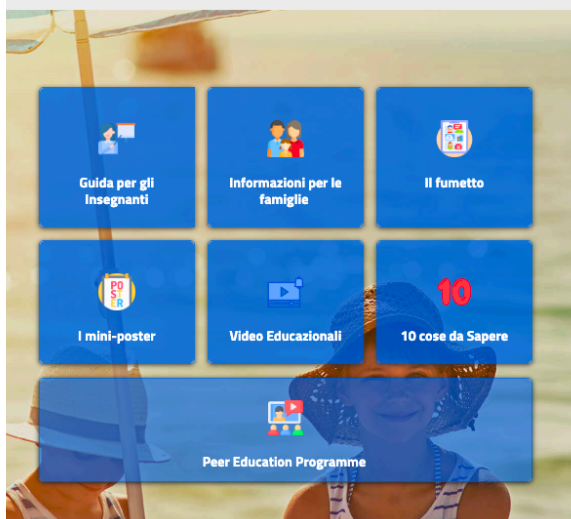 Guida per gli
Insegnanti
Informazioni per le
famiglie
Il fumetto
POSTER
I mini-poster
Video Educazionali
10
10 cose da Sapere
Peer Education Programme